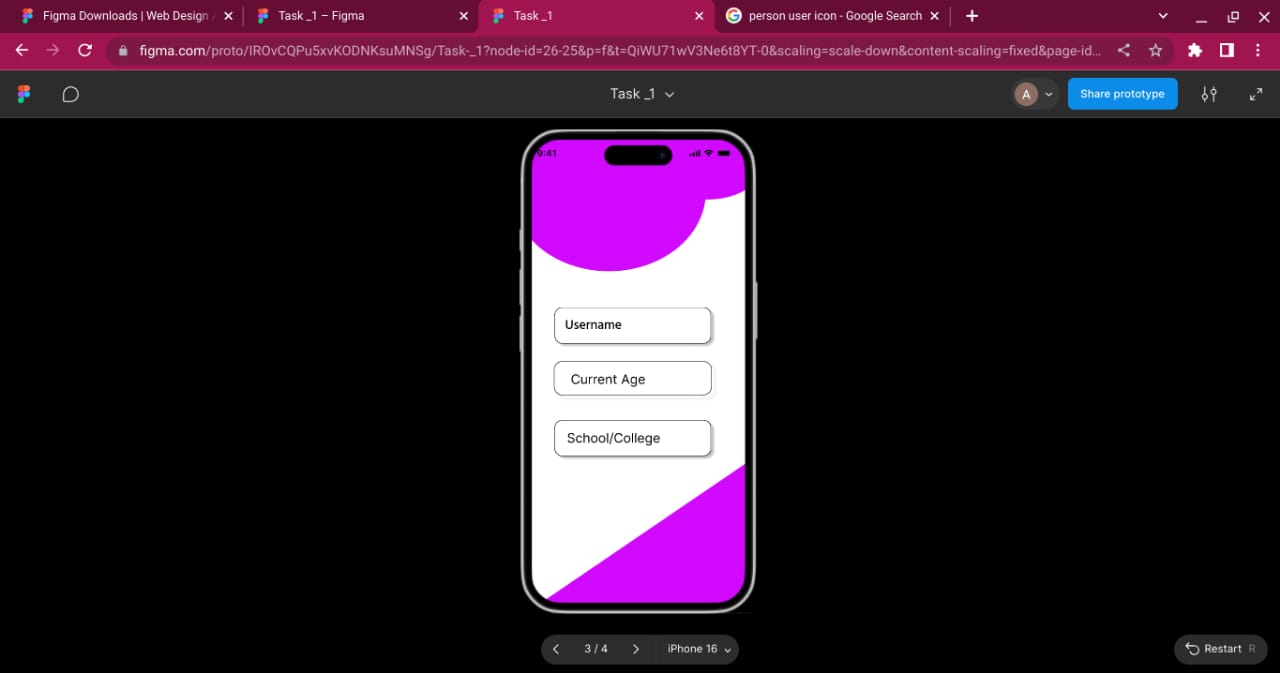 Figma Downloads | Web Design A
Task _1 – Figma
Task _1
person user icon - Google Search
figma.com/proto/IROvCQPu5xvKODNKsuMNSg/Task-_1?node-id=26-25&p=f&t=QiWU71wV3Ne6t8YT-0&scaling=scale-down&content-scaling=fixed&page-id...
Task _1
A
Share prototype
9:41
Username
Current Age
School/College
3 / 4
iPhone 16
Restart R